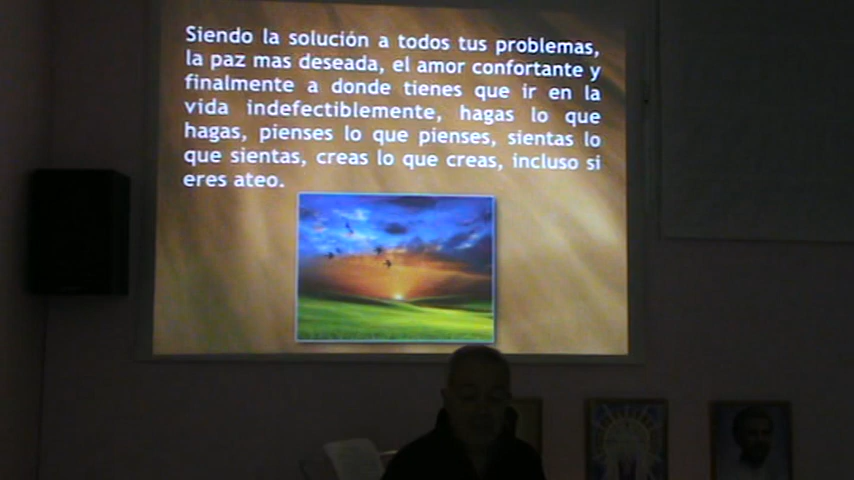 Siendo la solución a todos tus problemas,
la paz mas deseada, el amor confortante y
finalmente a donde tienes que ir en la
vida indefectiblemente, hagas lo que
hagas, pienses lo que pienses, sientas lo
que sientas, creas lo que creas, incluso si
eres ateo.